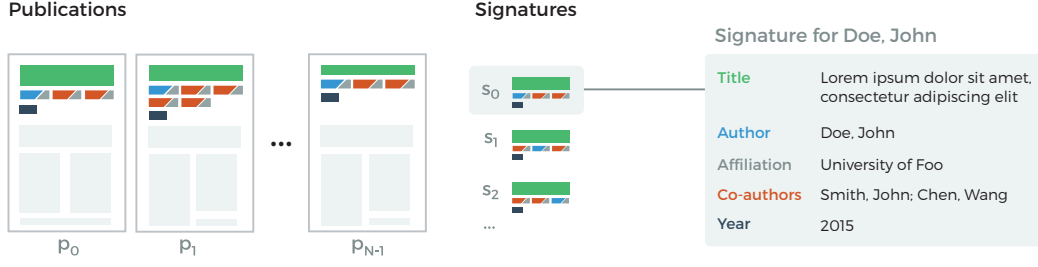 Publications
Signatures
Signature for Doe, John
p0
p1
...
pN-1
s0
s1
s2
...
Title Lorem ipsum dolor sit amet,
consectetur adipiscing elit
Author Doe, John
Affiliation University of Foo
Co-authors Smith, John; Chen, Wang
Year 2015